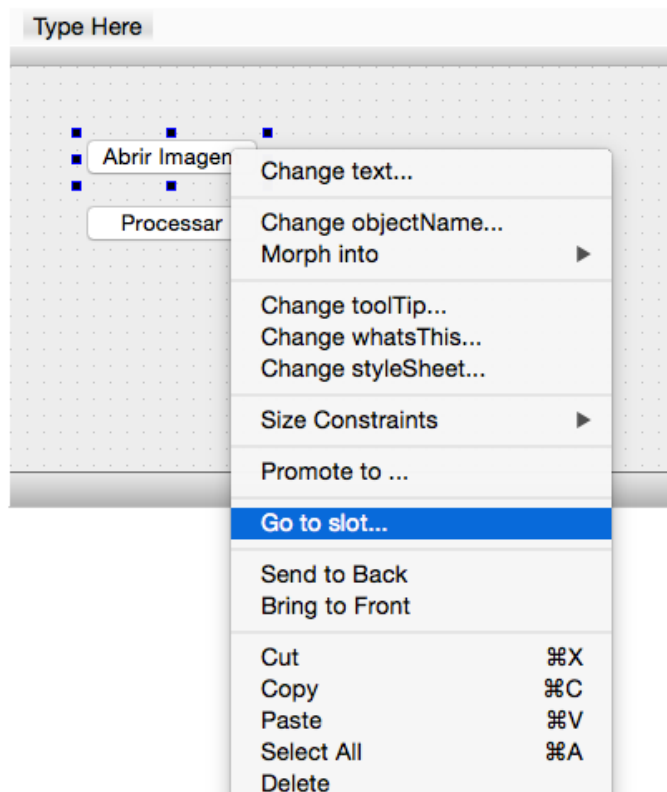 Type Here
Abrir Imagen
Processar
Change text...
Change objectName...
Morph into
Change toolTip...
Change whatsThis...
Change styleSheet...
Size Constraints
Promote to ...
Go to slot...
Send to Back
Bring to Front
Cut ⌘X
Copy ⌘C
Paste ⌘V
Select All ⌘A
Delete